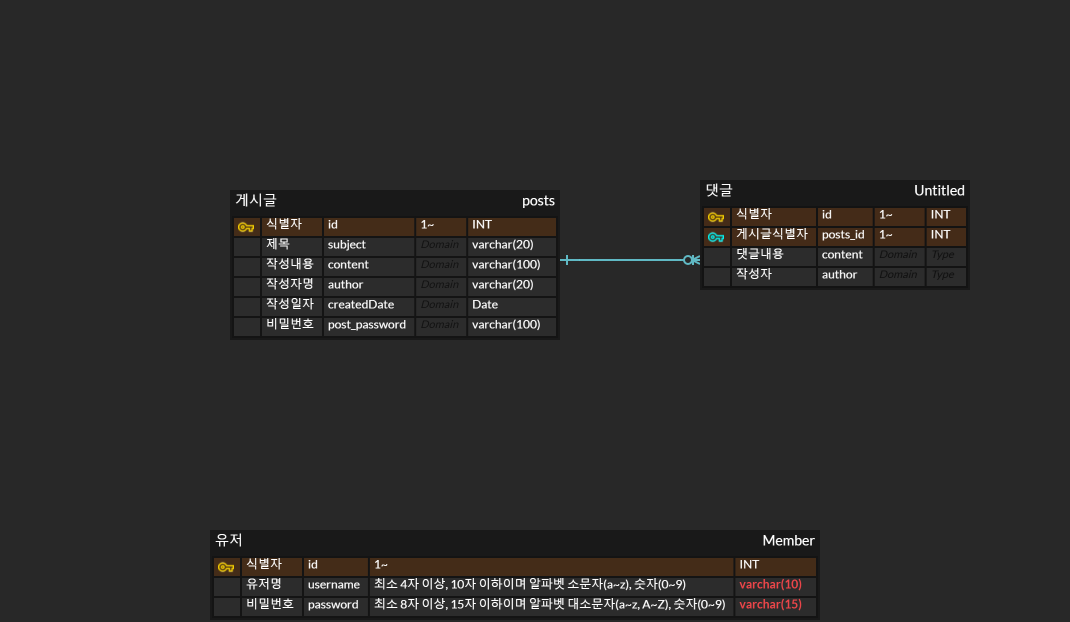 게시글 posts
식별자 id 1~ INT
제목 subject Domain varchar(20)
작성내용 content Domain varchar(100)
작성자명 author Domain varchar(20)
작성일자 createdDate Domain Date
비밀번호 post_password Domain varchar(100)
댓글 Untitled
식별자 id 1~ INT
게시글식별자 posts_id 1~ INT
댓글내용 content Domain Type
작성자 author Domain Type
유저 Member
식별자 id 1~ INT
유저명 username 최소 4자 이상, 10자 이하이며 알파벳 소문자(a~z), 숫자(0~9) varchar(10)
비밀번호 password 최소 8자 이상, 15자 이하이며 알파벳 대소문자(a~z, A~Z), 숫자(0~9) varchar(15)